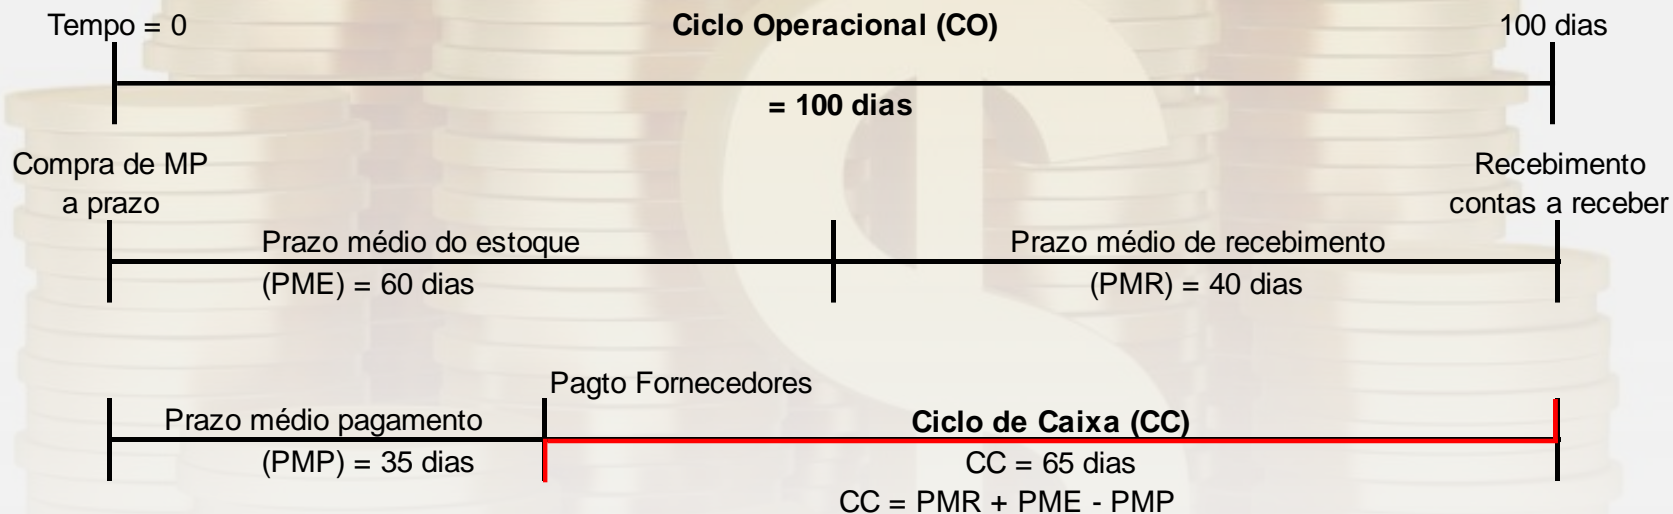 Tempo = 0
Ciclo Operacional (CO)
100 dias
= 100 dias
Compra de MP
a prazo
Recebimento
contas a receber
Prazo médio do estoque
(PME) = 60 dias
Prazo médio de recebimento
(PMR) = 40 dias
Pagto Fornecedores
Prazo médio pagamento
(PMP) = 35 dias
Ciclo de Caixa (CC)
CC = 65 dias
CC = PMR + PME - PMP